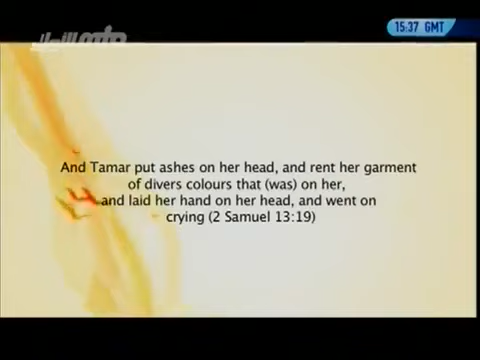 15:37 GMT
And Tamar put ashes on her head, and rent her garment
of divers colours that (was) on her,
and laid her hand on her head, and went on
crying (2 Samuel 13:19)